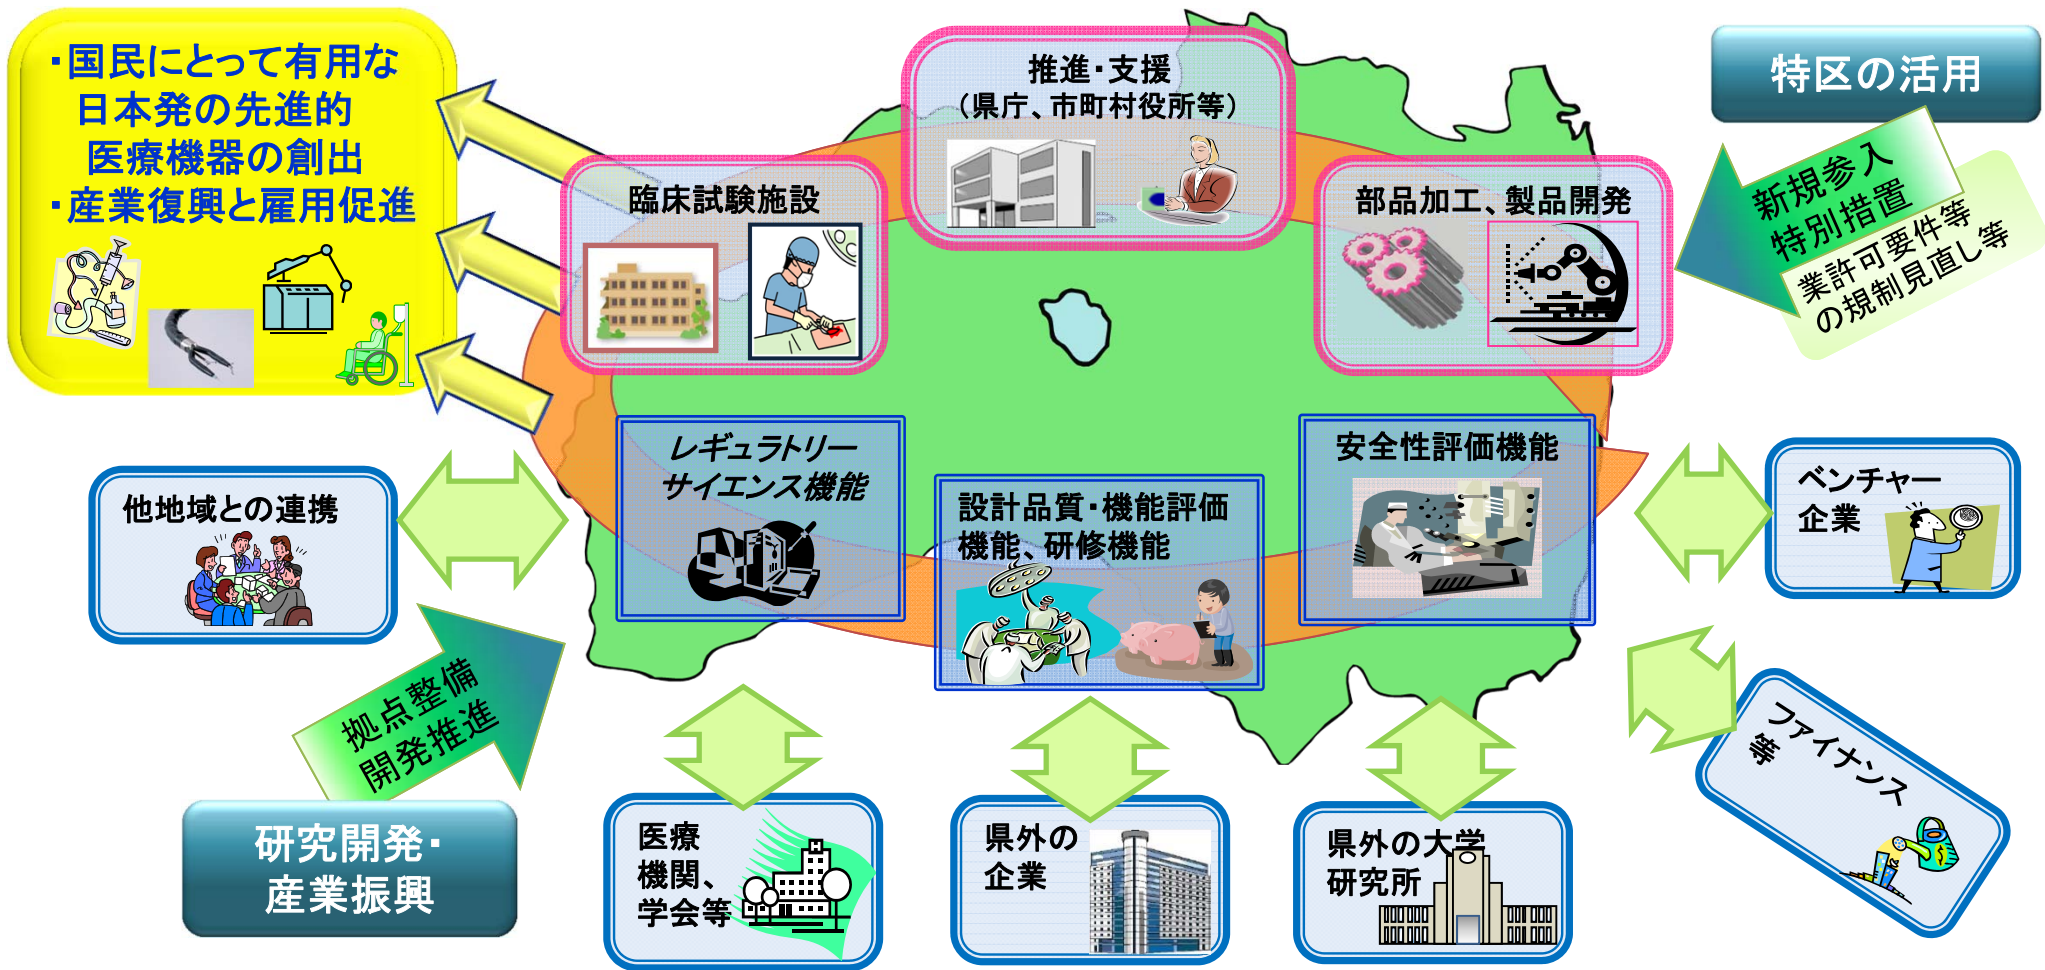 ・国民にとって有用な
日本発の先進的
医療機器の創出
・産業復興と雇用促進
推進・支援
（県庁、市町村役所等）
特区の活用
臨床試験施設
部品加工、製品開発
新規参入
特別措置
業許可要件等
の規制見直し等
レギュラトリー
サイエンス機能
設計品質・機能評価
機能、研修機能
安全性評価機能
他地域との連携
ベンチャー
企業
拠点整備
開発推進
研究開発・
産業振興
医療
機関、
学会等
県外の
企業
県外の大学
研究所
ファイナンス
等